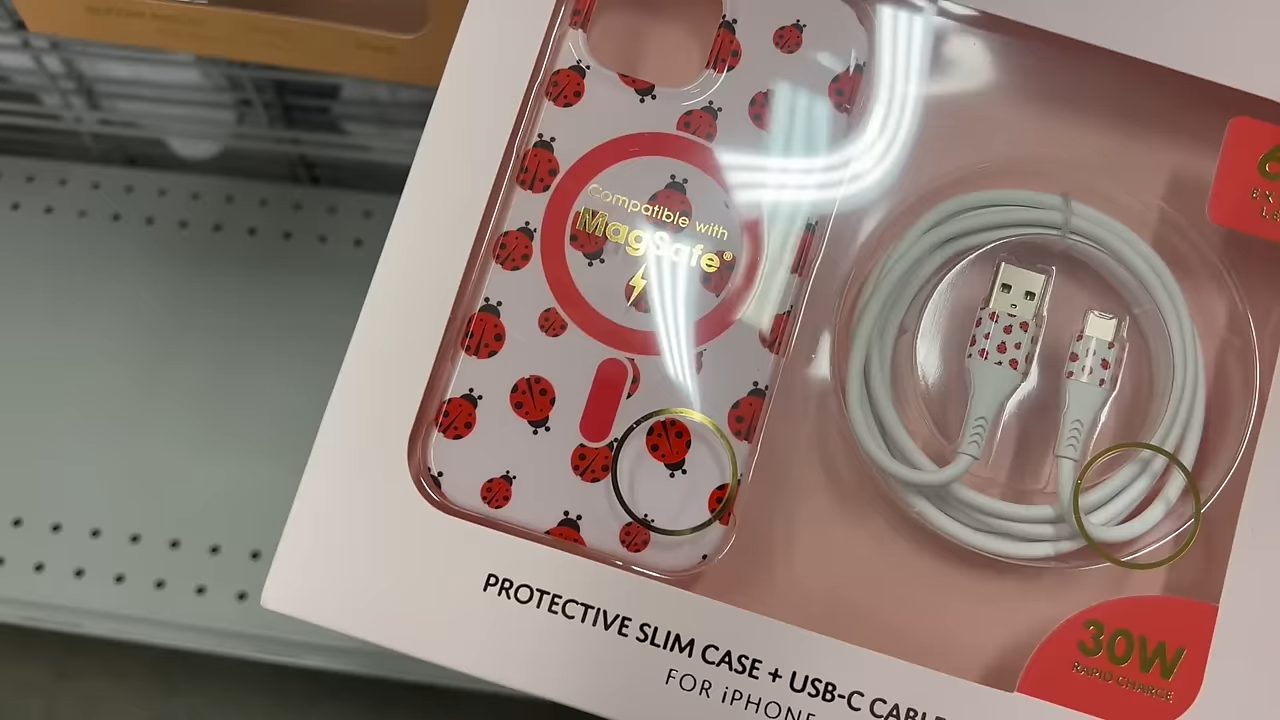 Compatible with
MagSafe®
PROTECTIVE SLIM CASE + USB-C CABLE
FOR iPHONE
30W
RAPID CHARGE